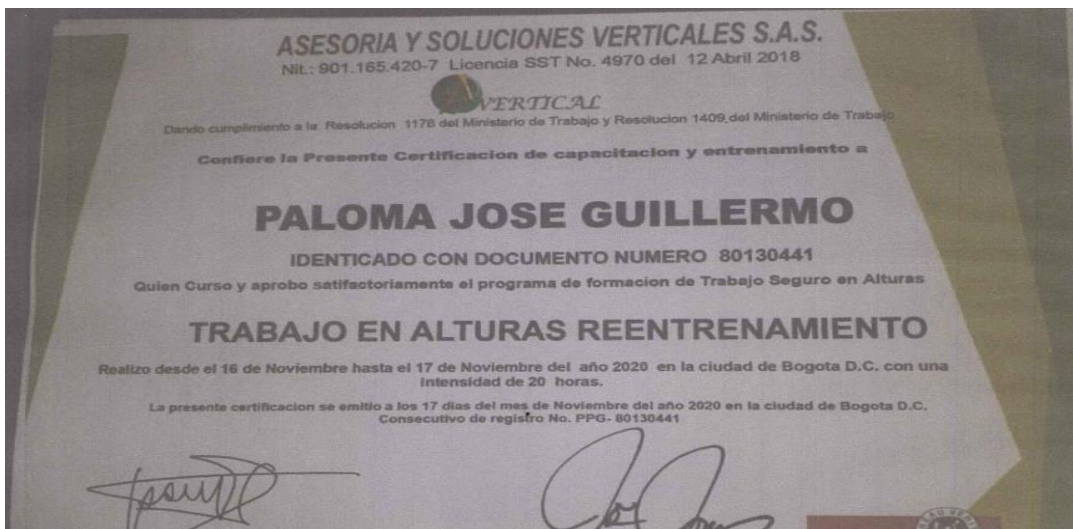 ASESORIA Y SOLUCIONES VERTICALES S.A.S.
Nit.: 901.165.420-7 Licencia SST No. 4970 del 12 Abril 2018
VERTICAL
Dando cumplimiento a la Resolucion 1178 del Ministerio de Trabajo y Resolucion 1409,del Ministerio de Trabajo
Confiere la Presente Certificacion de capacitacion y entrenamiento a
PALOMA JOSE GUILLERMO
IDENTICADO CON DOCUMENTO NUMERO 80130441
Quien Curso y aprobo satifactoriamente el programa de formacion de Trabajo Seguro en Alturas
TRABAJO EN ALTURAS REENTRENAMIENTO
Realizo desde el 16 de Noviembre hasta el 17 de Noviembre del año 2020 en la ciudad de Bogota D.C. con una
intensidad de 20 horas.
La presente certificacion se emitio a los 17 dias del mes de Noviembre del año 2020 en la ciudad de Bogota D.C.
Consecutivo de registro No. PPG- 80130441